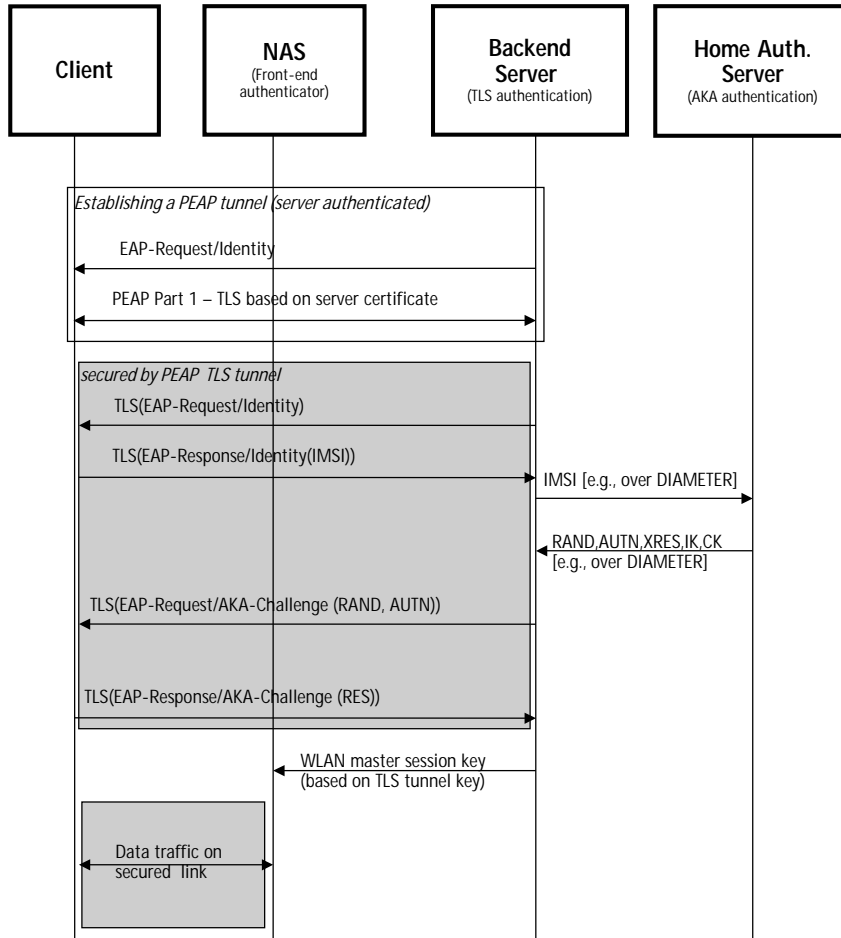 Client
NAS
(Front-end
authenticator)
Backend
Server
(TLS authentication)
Home Auth.
Server
(AKA authentication)
Establishing a PEAP tunnel (server authenticated)
EAP-Request/Identity
PEAP Part 1 – TLS based on server certificate
secured by PEAP TLS tunnel
TLS(EAP-Request/Identity)
TLS(EAP-Response/Identity(IMSI))
IMSI [e.g., over DIAMETER]
RAND,AUTN,XRES,IK,CK
[e.g., over DIAMETER]
TLS(EAP-Request/AKA-Challenge (RAND, AUTN))
TLS(EAP-Response/AKA-Challenge (RES))
WLAN master session key
(based on TLS tunnel key)
Data traffic on
secured link